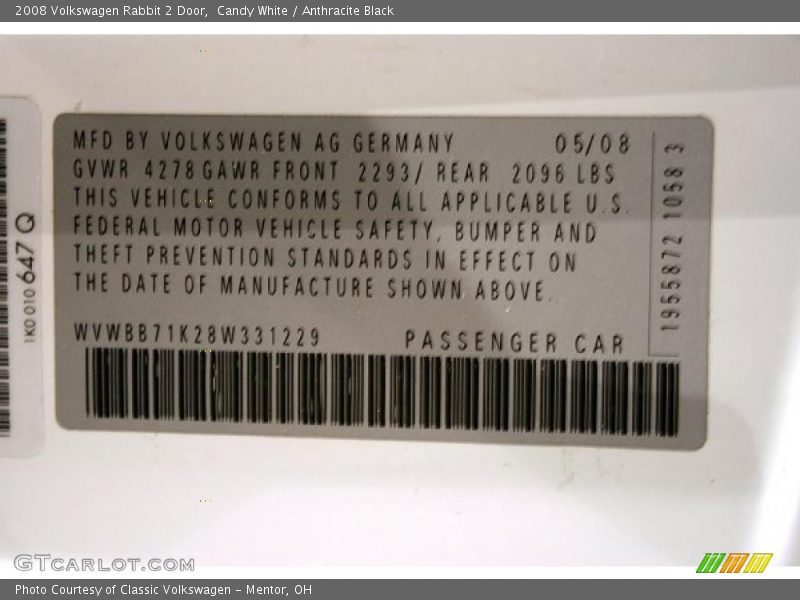 2008 Volkswagen Rabbit 2 Door, Candy White / Anthracite Black
MFD BY VOLKSWAGEN AG GERMANY 05/08
GVWR 4278 GAWR FRONT 2293/ REAR 2096 LBS
THIS VEHICLE CONFORMS TO ALL APPLICABLE U.S.
FEDERAL MOTOR VEHICLE SAFETY, BUMPER AND
THEFT PREVENTION STANDARDS IN EFFECT ON
THE DATE OF MANUFACTURE SHOWN ABOVE.
WVWBB71K28W331229 PASSENGER CAR
1955872 1058 3
1K0 010 647 Q
GTCARLOT.COM
Photo Courtesy of Classic Volkswagen - Mentor, OH